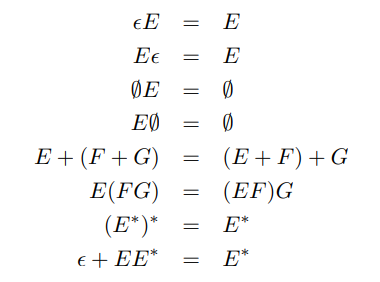 ϵE = E
Eϵ = E
∅E = ∅
E∅ = ∅
E + (F + G) = (E + F) + G
E(FG) = (EF)G
(E*)* = E*
ϵ + EE* = E*